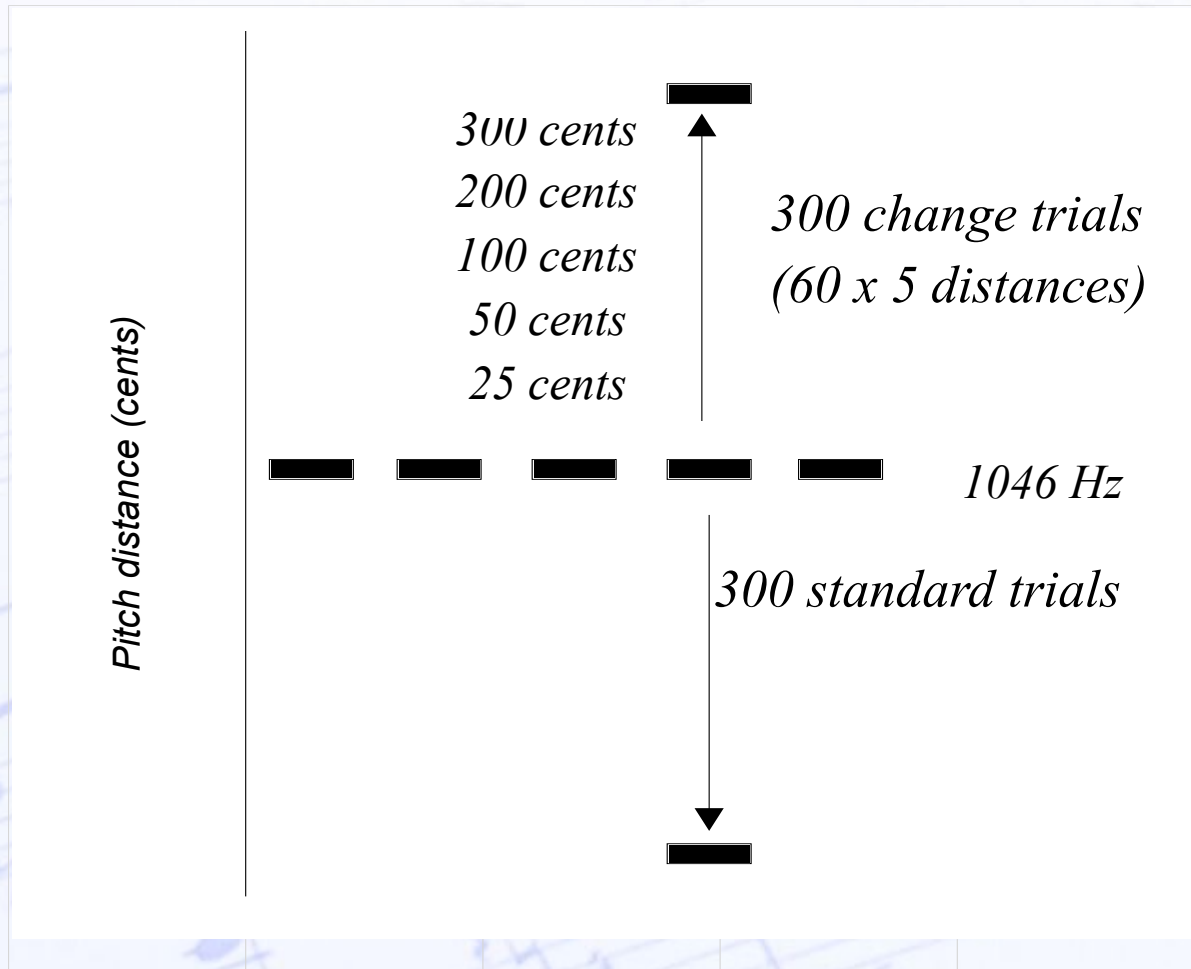 300 cents
200 cents
100 cents
50 cents
25 cents
300 change trials
(60 x 5 distances)
Pitch distance (cents)
1046 Hz
300 standard trials